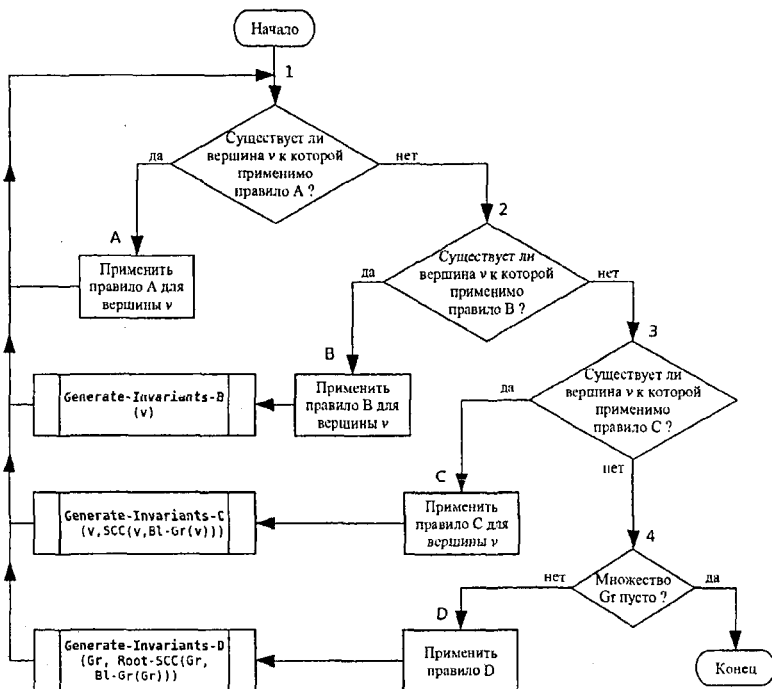 Начало
1
Существует ли
вершина v к которой
применимо
правило A ?
да
нет
A
Применить
правило A для
вершины v
2
Существует ли
вершина v к которой
применимо
правило B ?
да
нет
B
Применить
правило B для
вершины v
Generate-Invariants-B
(v)
3
Существует ли
вершина v к которой
применимо
правило C ?
да
нет
C
Применить
правило C для
вершины v
Generate-Invariants-C
(v,SCC(v,Bl-Gr(v)))
4
Множество
Gr пусто ?
нет
да
D
Применить
правило D
Generate-Invariants-D
(Gr, Root-SCC(Gr,
Bl-Gr(Gr)))
Конец